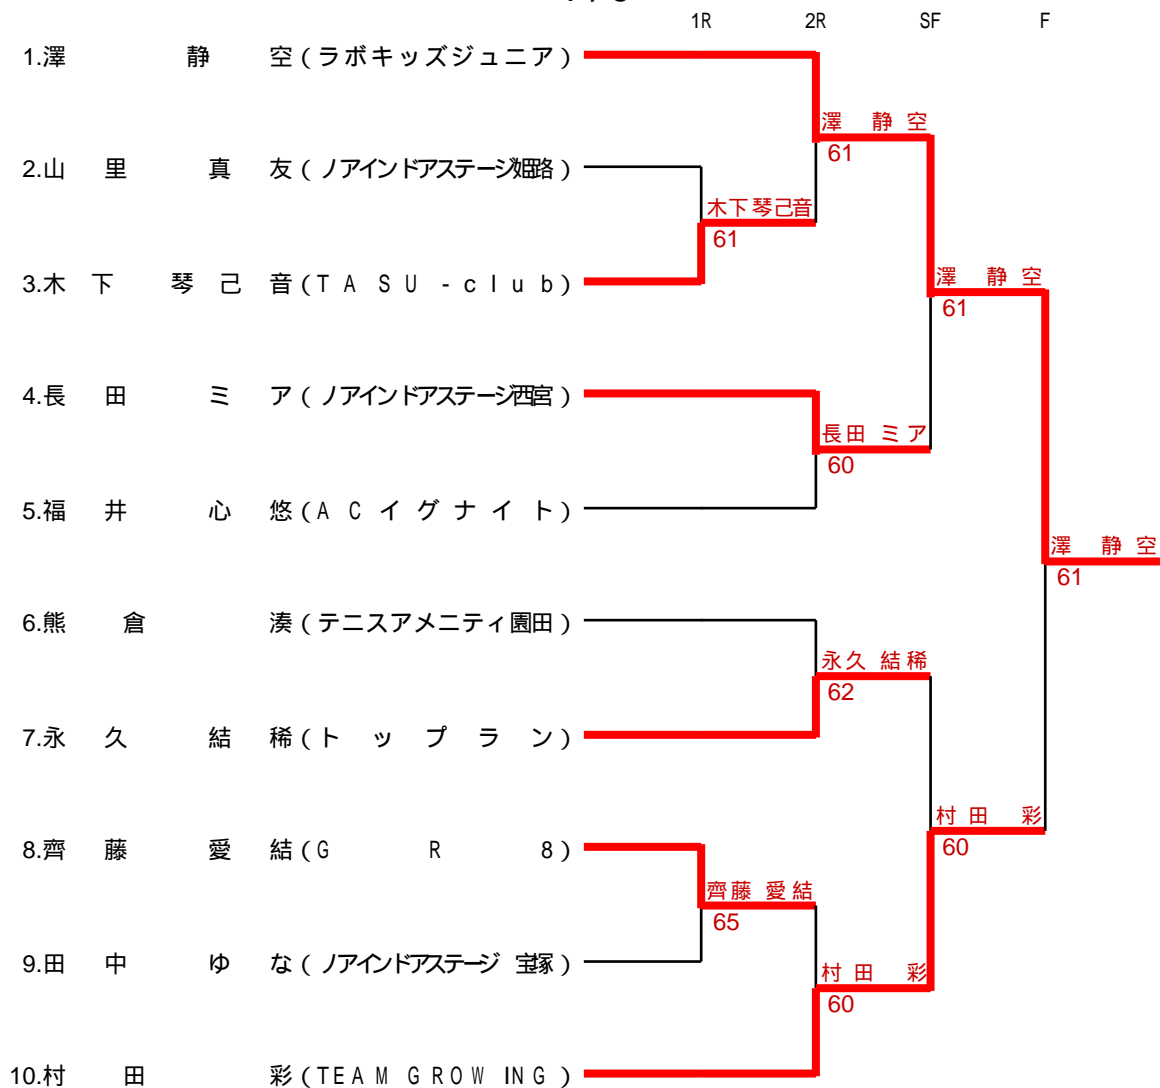 1R 2R SF F
1.澤 静 空(ラボキッズジュニア)
澤 静 空
61
2.山 里 真 友(ノアインドアステージ姫路)
木下 琴己音
61
3.木 下 琴 己 音(TASU-club)
澤 静 空
61
4.長 田 ミ ア(ノアインドアステージ西宮)
長田 ミア
60
5.福 井 心 悠(ACイグナイト)
澤 静 空
61
6.熊 倉 湊(テニスアメニティ園田)
永久 結稀
62
7.永 久 結 稀(トップラン)
村田 彩
60
8.齊 藤 愛 結(GR8)
齊藤 愛結
65
9.田 中 ゆ な(ノアインドアステージ 宝塚)
村田 彩
60
10.村 田 彩(TEAM GROWING)